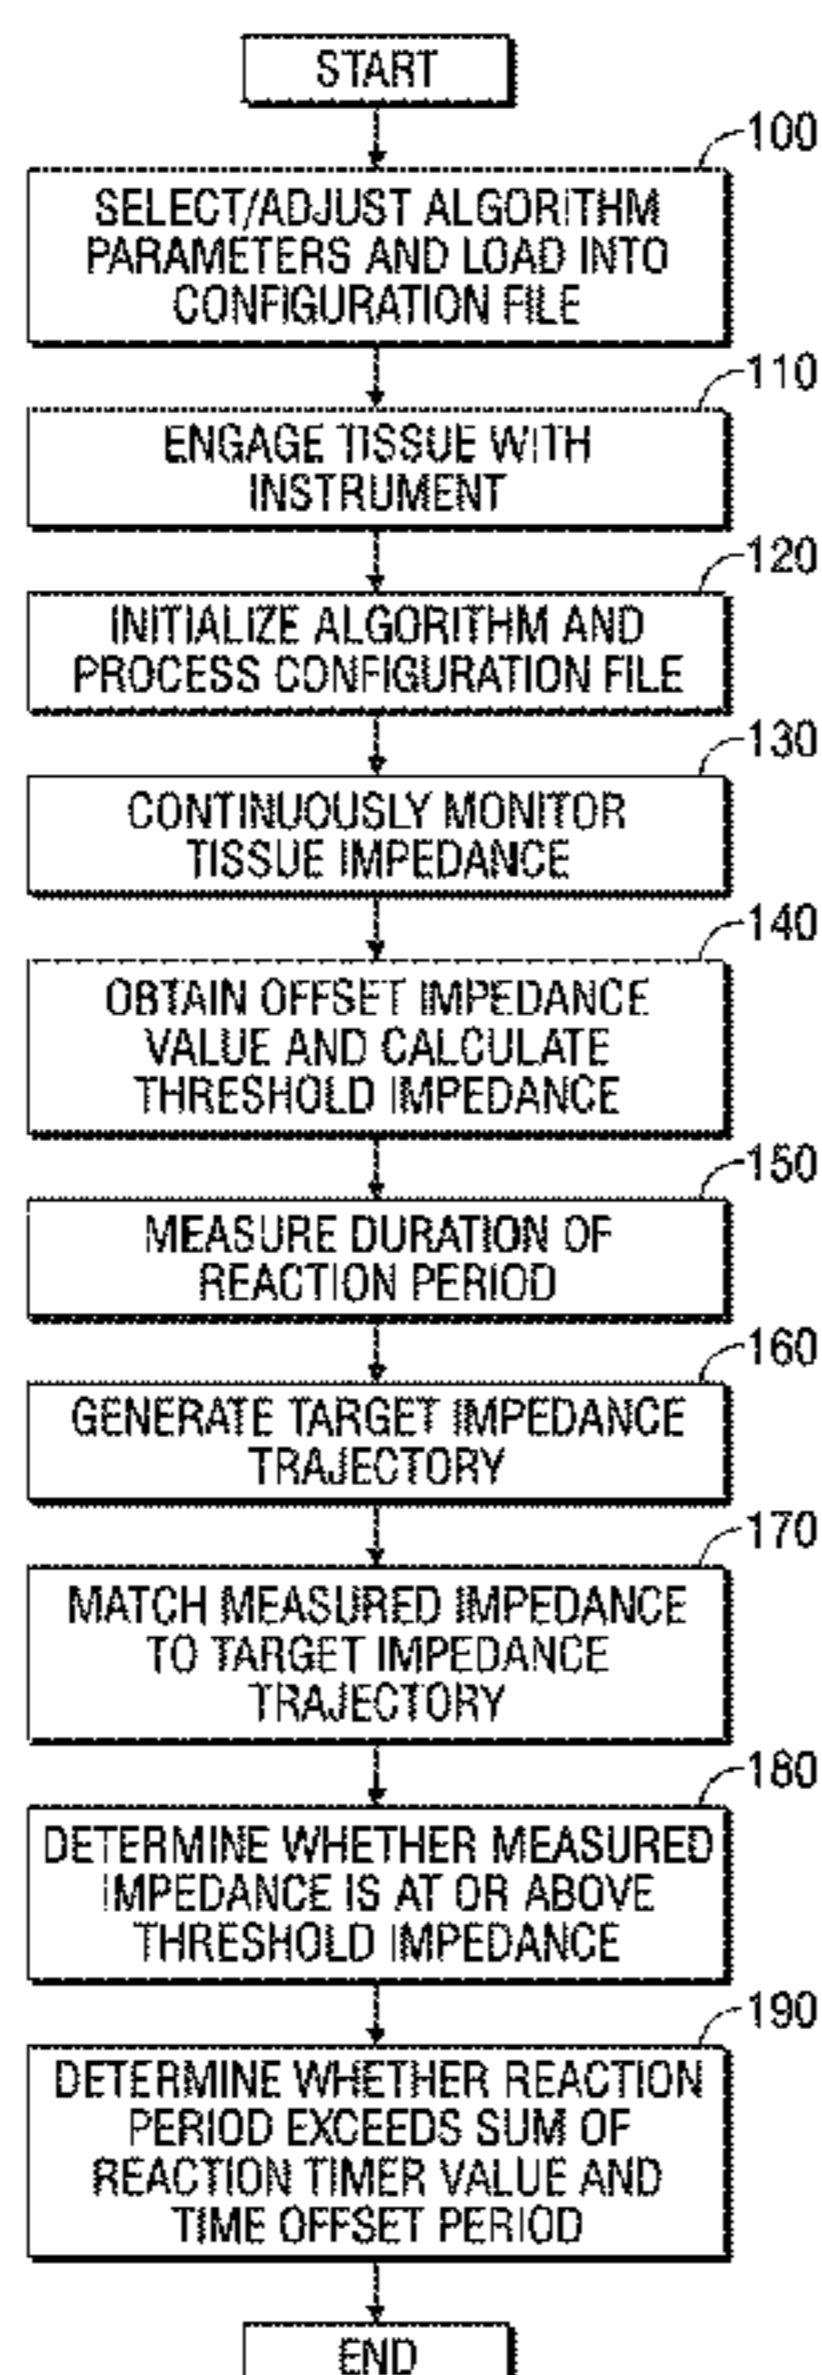 START
100
SELECT/ADJUST ALGORITHM
PARAMETERS AND LOAD INTO
CONFIGURATION FILE
110
ENGAGE TISSUE WITH
INSTRUMENT
120
INITIALIZE ALGORITHM AND
PROCESS CONFIGURATION FILE
130
CONTINUOUSLY MONITOR
TISSUE IMPEDANCE
140
OBTAIN OFFSET IMPEDANCE
VALUE AND CALCULATE
THRESHOLD IMPEDANCE
150
MEASURE DURATION OF
REACTION PERIOD
160
GENERATE TARGET IMPEDANCE
TRAJECTORY
170
MATCH MEASURED IMPEDANCE
TO TARGET IMPEDANCE
TRAJECTORY
180
DETERMINE WHETHER MEASURED
IMPEDANCE IS AT OR ABOVE
THRESHOLD IMPEDANCE
190
DETERMINE WHETHER REACTION
PERIOD EXCEEDS SUM OF
REACTION TIMER VALUE AND
TIME OFFSET PERIOD
END